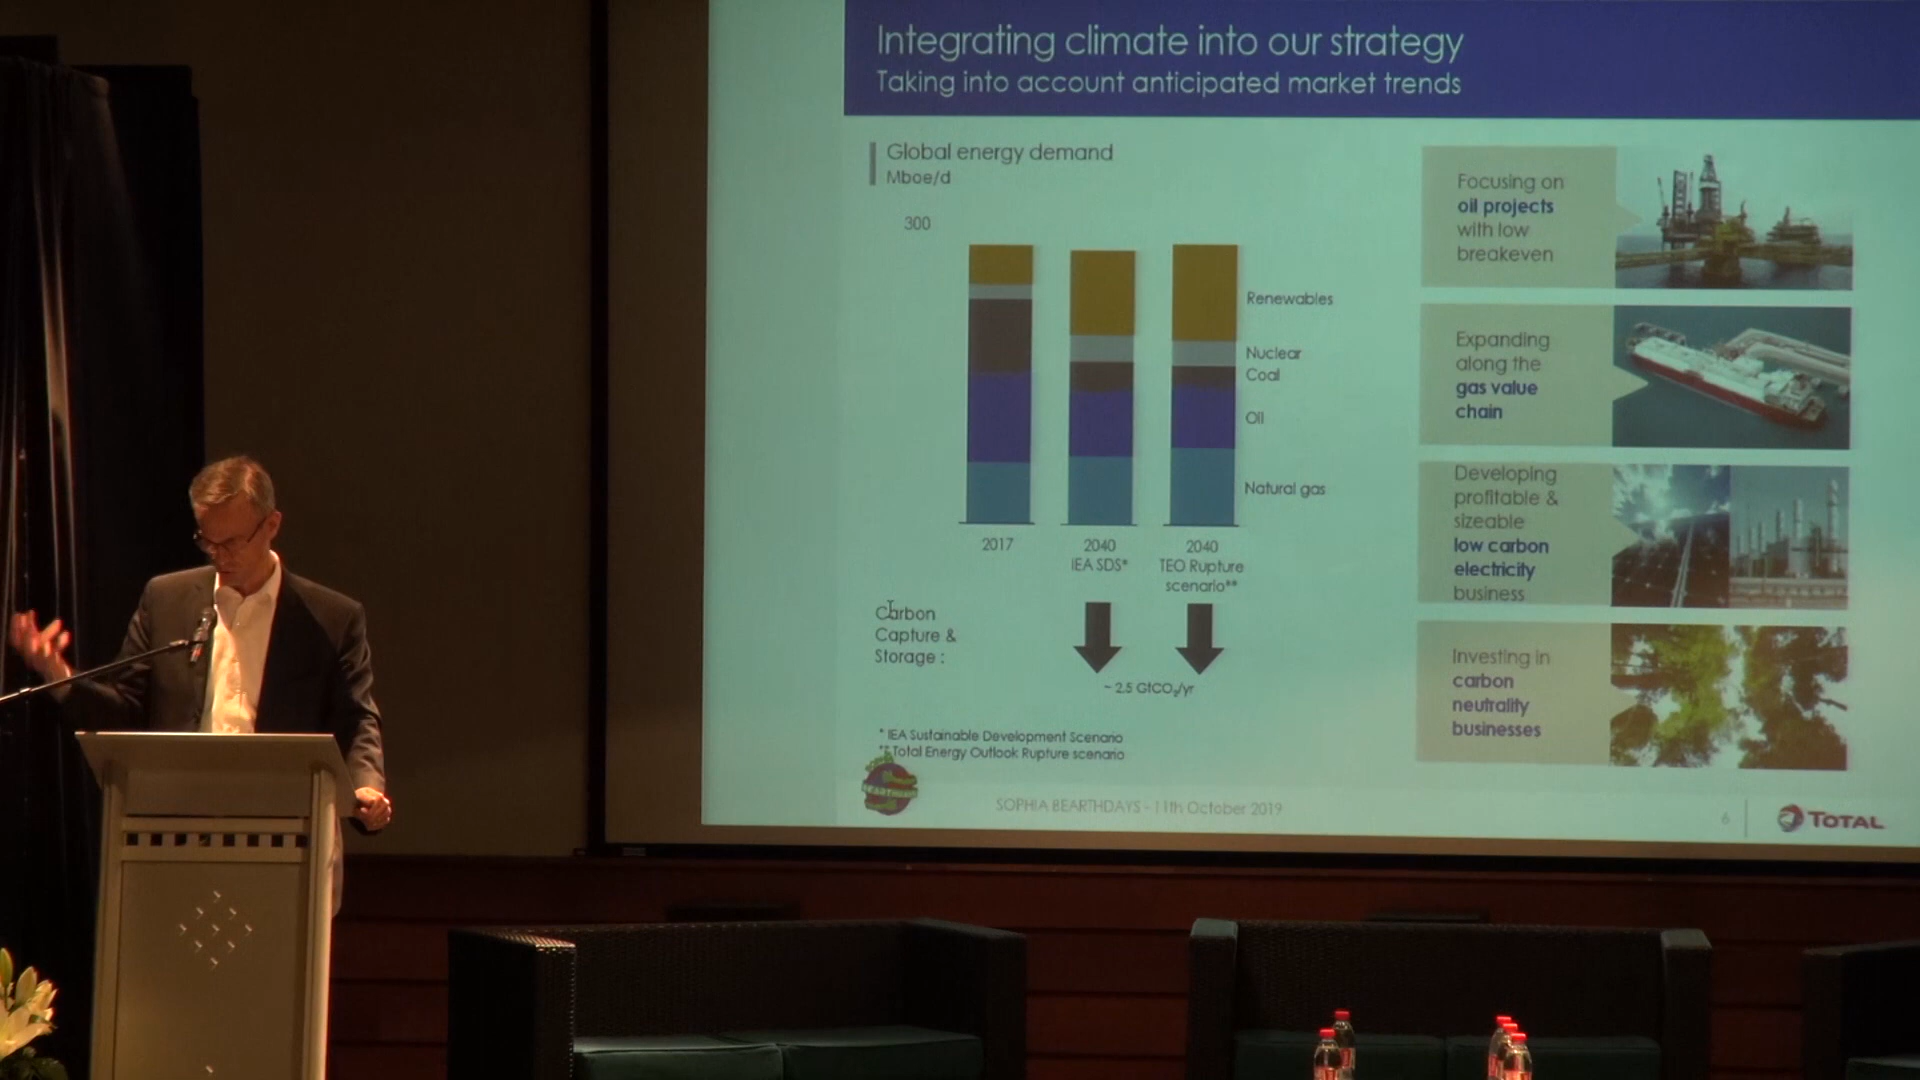 Integrating climate into our strategy
Taking into account anticipated market trends
Global energy demand
Mboe/d
300
Renewables
Nuclear
Coal
Oil
Natural gas
2017
2040
IEA SDS*
2040
TEO Rupture
scenario**
Carbon
Capture &
Storage :
~ 2.5 GtCO₂/yr
* IEA Sustainable Development Scenario
** Total Energy Outlook Rupture scenario
Focusing on
oil projects
with low
breakeven
Expanding
along the
gas value
chain
Developing
profitable &
sizeable
low carbon
electricity
business
Investing in
carbon
neutrality
businesses
BEARTHDAYS
SOPHIA BEARTHDAYS - 11th October 2019
6
TOTAL